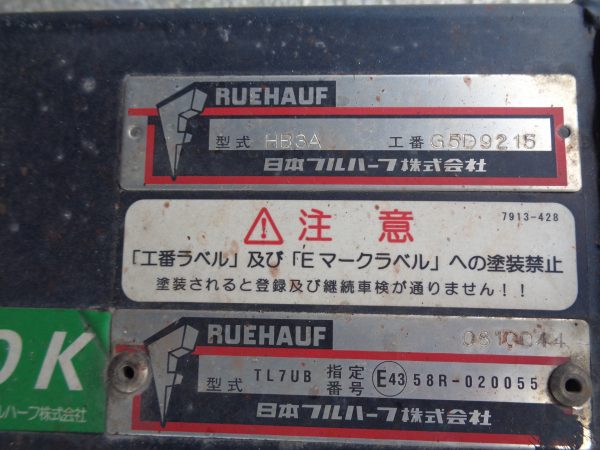 RUEHAUF
型式 HB3A 工番 G5D9215
日本フルハーフ株式会社
注意 7913-428
「工番ラベル」及び「Eマークラベル」への塗装禁止
塗装されると登録及び継続車検が通りません!!
RUEHAUF 0810044
型式 TL7UB 指定番号 E43 58R-020055
日本フルハーフ株式会社
OK
ルハーフ株式会社